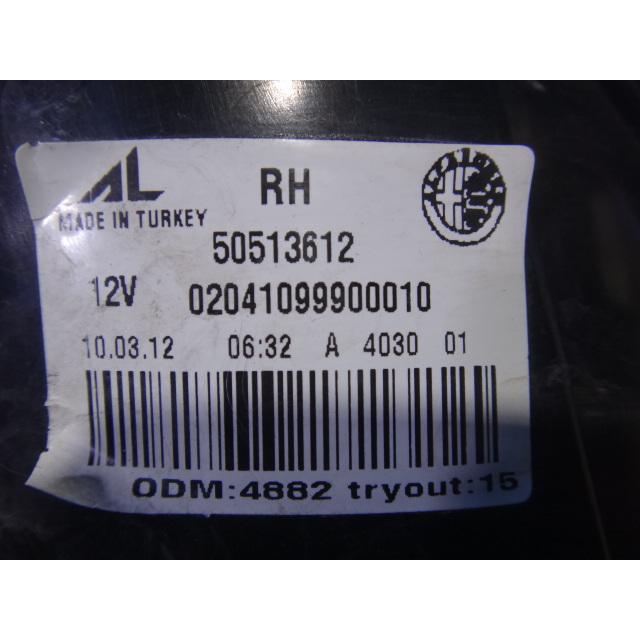 AL
RH
MADE IN TURKEY
50513612
12V 02041099900010
10.03.12 06:32 A 4030 01
ODM:4882 tryout:15